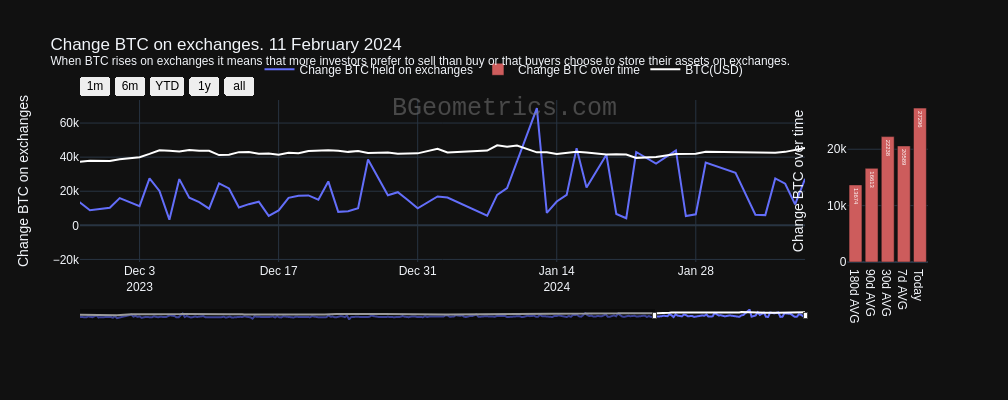 Change BTC on exchanges. 11 February 2024
When BTC rises on exchanges it means that more investors prefer to sell than buy or that buyers choose to store their assets on exchanges.
Change BTC held on exchanges Change BTC over time BTC(USD)
1m 6m YTD 1y all
BGeometrics.com
Change BTC on exchanges
60k
40k
20k
0
−20k
Dec 3 Dec 17 Dec 31 Jan 14 Jan 28
2023 2024
Change BTC over time
20k
10k
0
180d AVG
90d AVG
30d AVG
7d AVG
Today